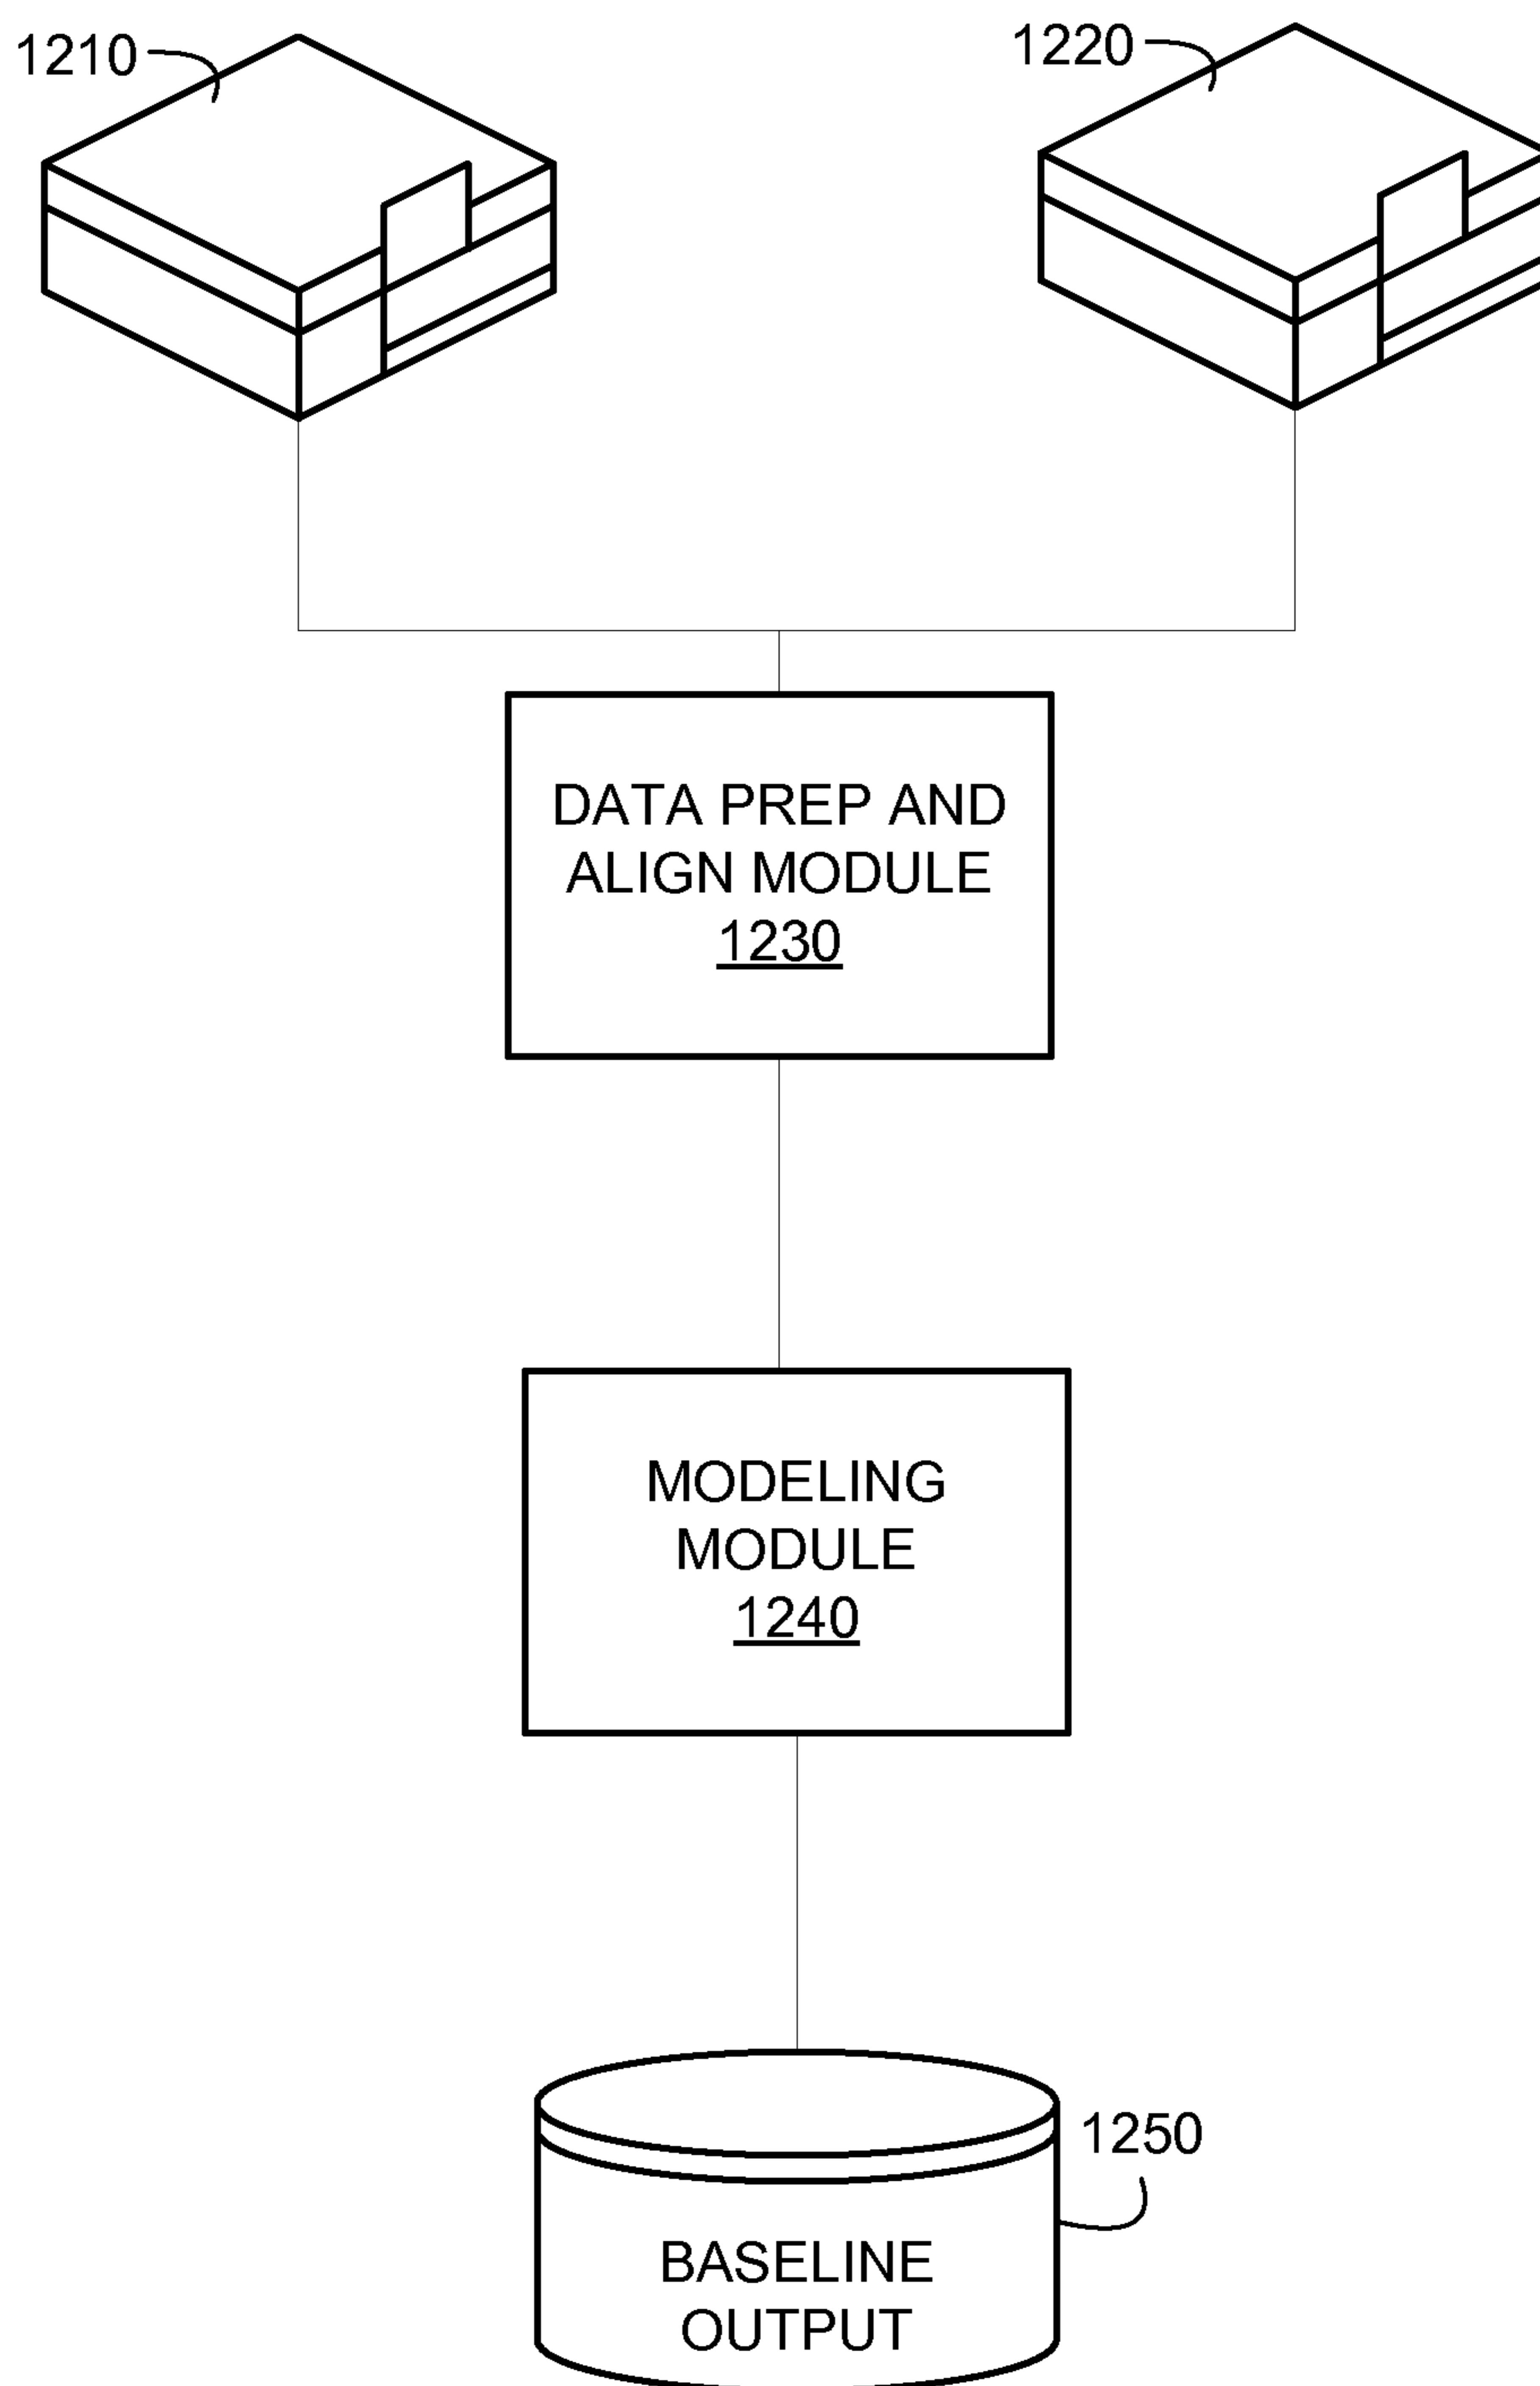 1210
1220
DATA PREP AND
ALIGN MODULE
1230
MODELING
MODULE
1240
1250
BASELINE
OUTPUT